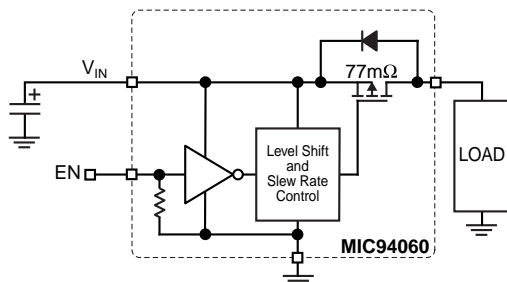 V_IN
+
77mΩ
EN
Level Shift
and
Slew Rate
Control
LOAD
MIC94060